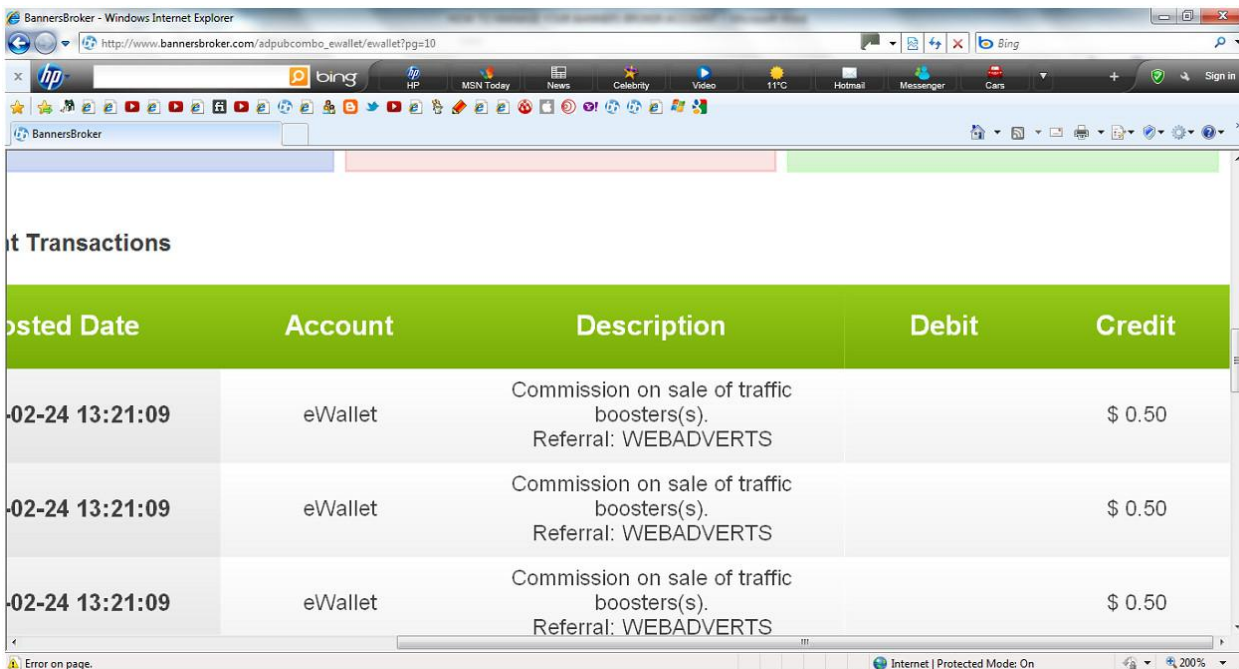 BannersBroker - Windows Internet Explorer
http://www.bannersbroker.com/adpubcombo_ewallet/ewallet?pg=10
Bing
hp
bing
HP
MSN Today
News
Celebrity
Video
11°C
Hotmail
Messenger
Cars
Sign in
BannersBroker
t Transactions
osted Date Account Description Debit Credit
-02-24 13:21:09 eWallet Commission on sale of traffic
boosters(s).
Referral: WEBADVERTS $ 0.50
-02-24 13:21:09 eWallet Commission on sale of traffic
boosters(s).
Referral: WEBADVERTS $ 0.50
-02-24 13:21:09 eWallet Commission on sale of traffic
boosters(s).
Referral: WEBADVERTS $ 0.50
Error on page.
Internet | Protected Mode: On
200%